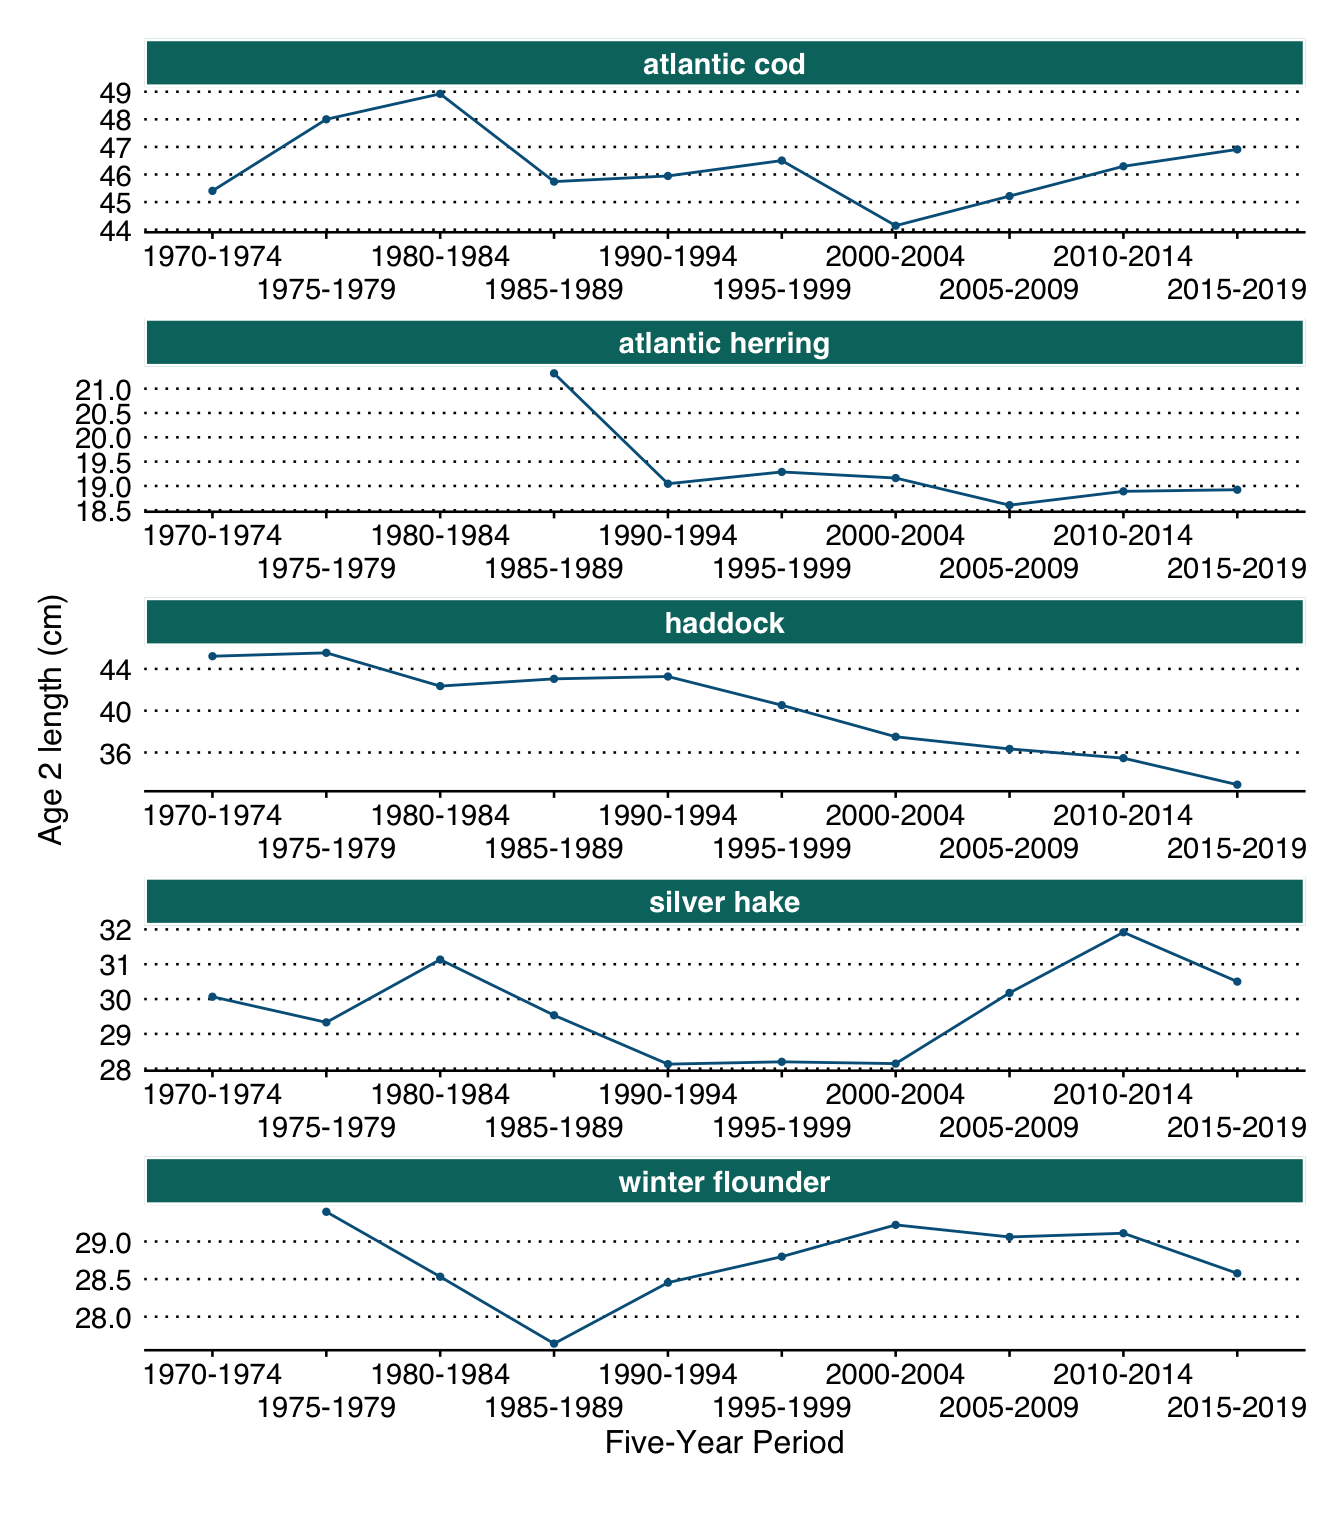 atlantic cod
49
48
47
46
45
44
1970-1974 1980-1984 1990-1994 2000-2004 2010-2014
1975-1979 1985-1989 1995-1999 2005-2009 2015-2019
atlantic herring
21.0
20.5
20.0
19.5
19.0
18.5
1970-1974 1980-1984 1990-1994 2000-2004 2010-2014
1975-1979 1985-1989 1995-1999 2005-2009 2015-2019
Age 2 length (cm)
haddock
44
40
36
1970-1974 1980-1984 1990-1994 2000-2004 2010-2014
1975-1979 1985-1989 1995-1999 2005-2009 2015-2019
silver hake
32
31
30
29
28
1970-1974 1980-1984 1990-1994 2000-2004 2010-2014
1975-1979 1985-1989 1995-1999 2005-2009 2015-2019
winter flounder
29.0
28.5
28.0
1970-1974 1980-1984 1990-1994 2000-2004 2010-2014
1975-1979 1985-1989 1995-1999 2005-2009 2015-2019
Five-Year Period